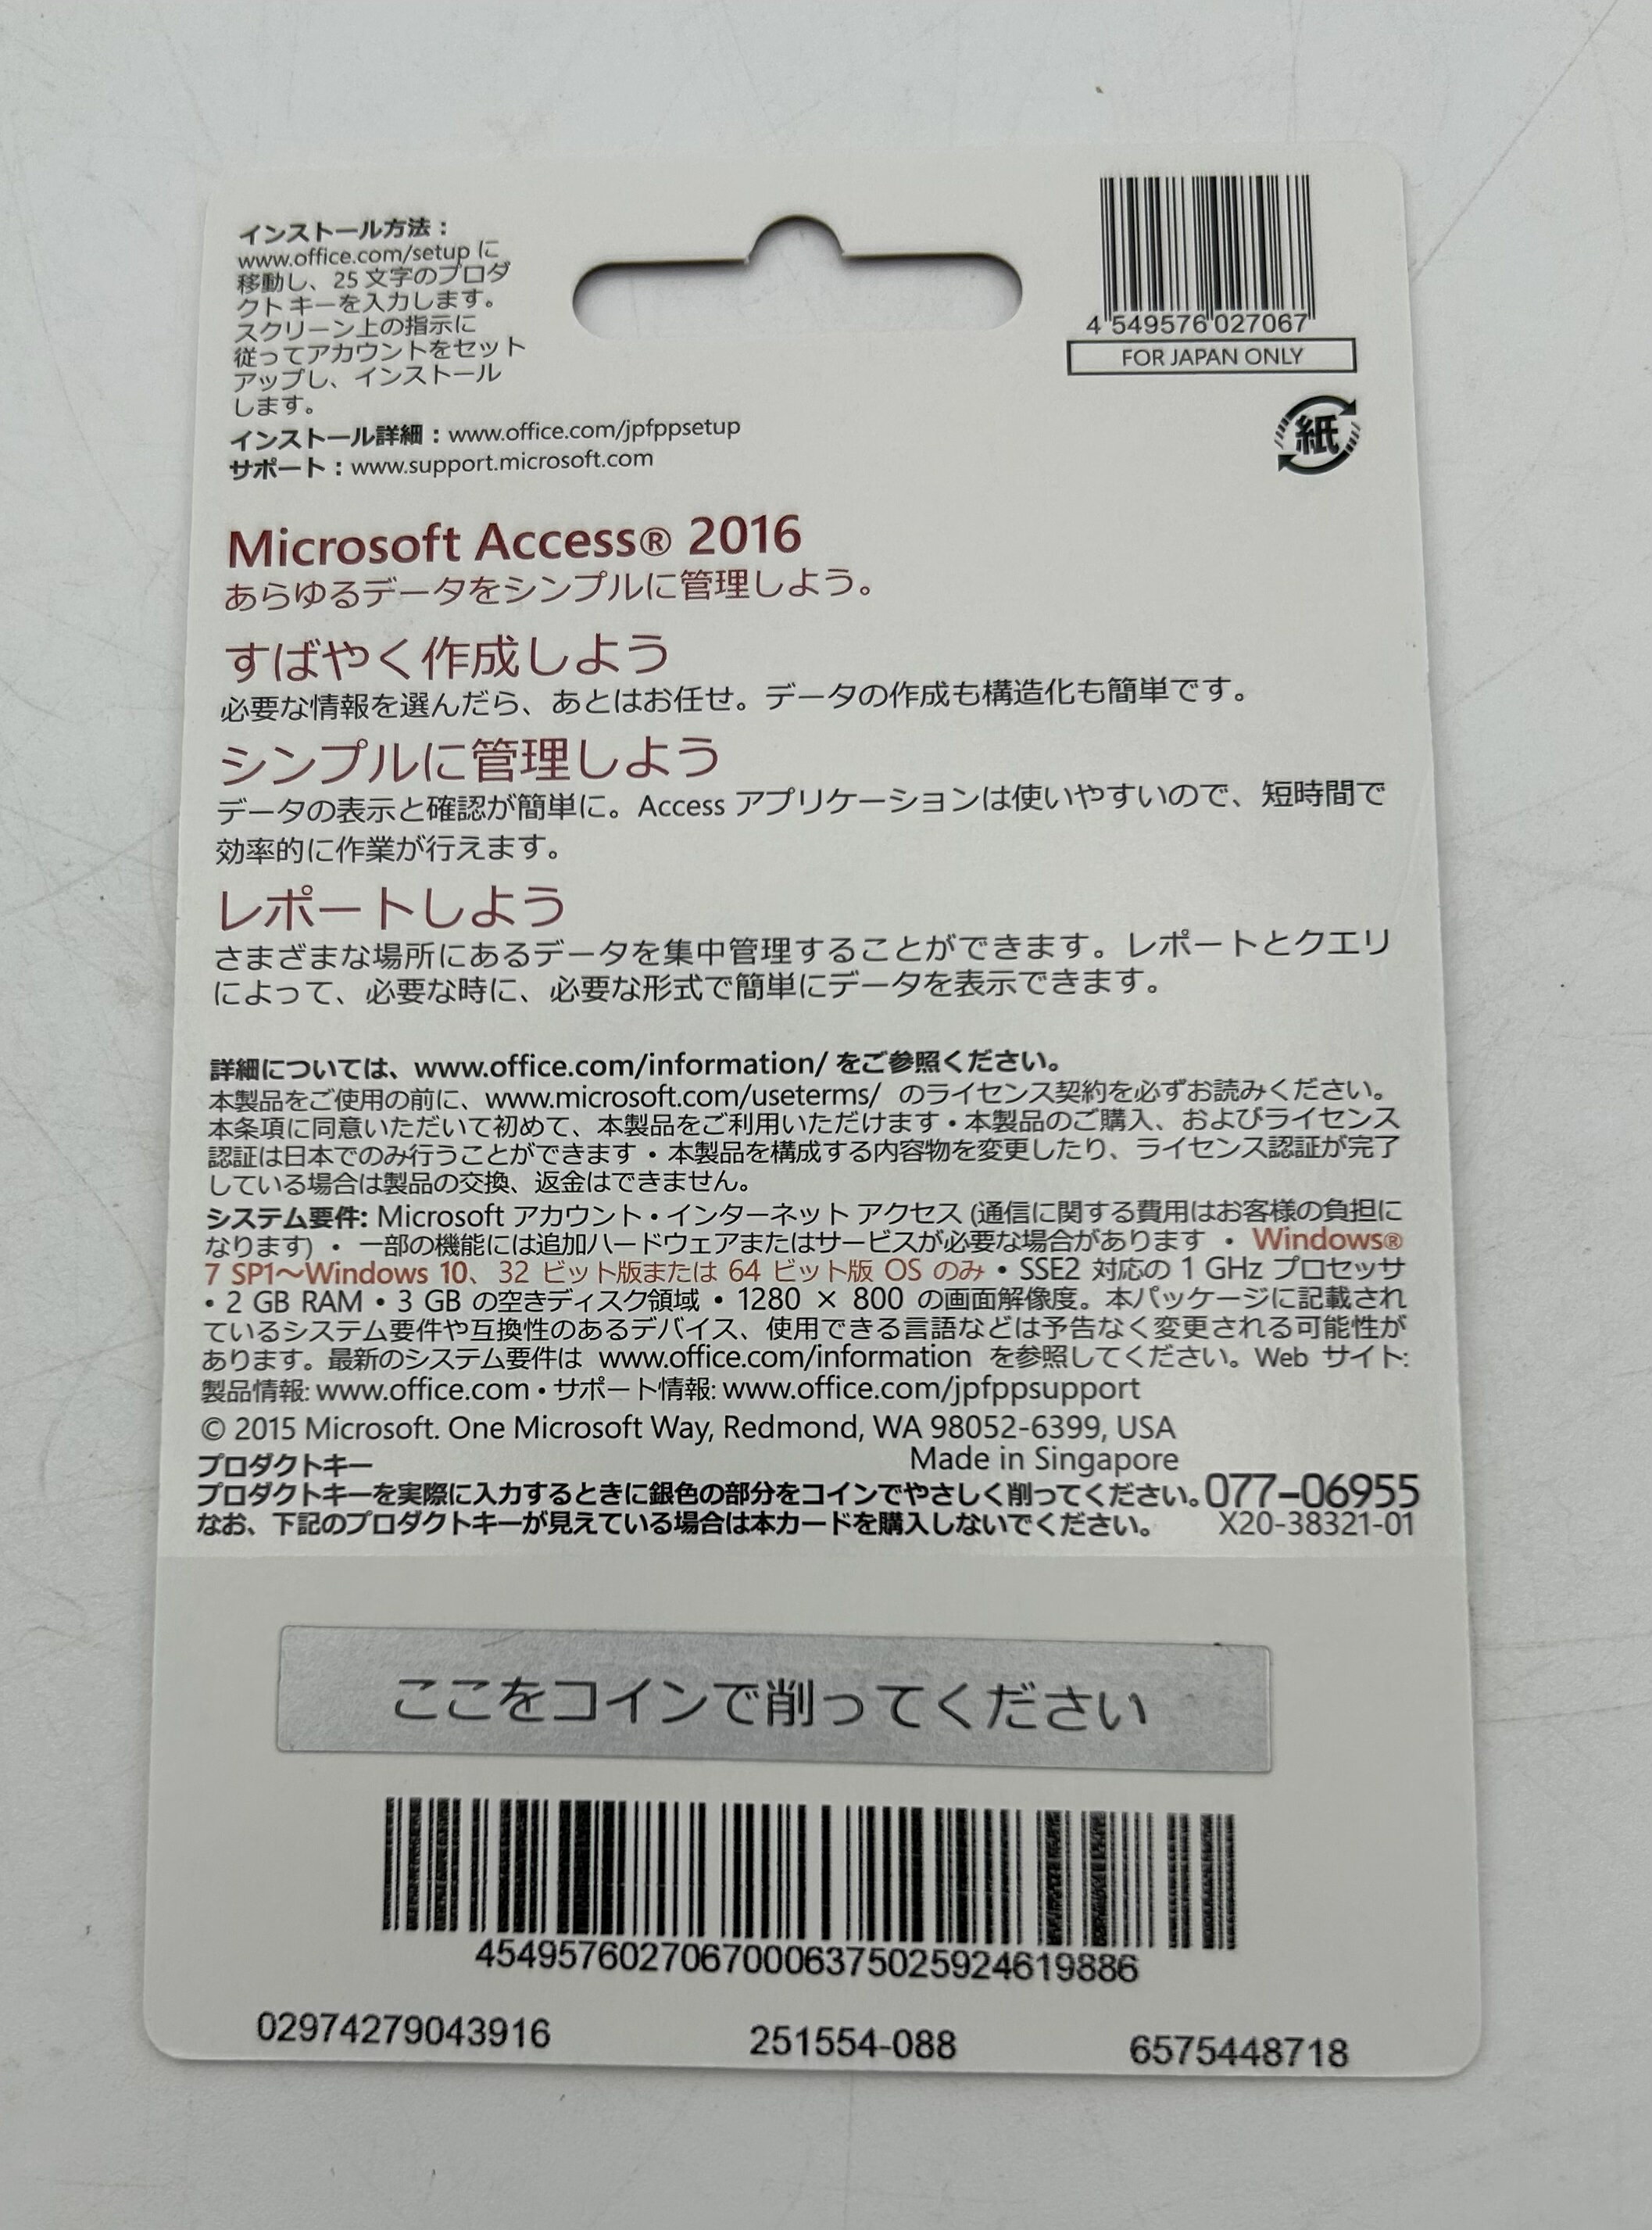 インストール方法：
www.office.com/setup に
移動し、25 文字のプロダ
クト キーを入力します。
スクリーン上の指示に
従ってアカウントをセット
アップし、インストール
します。
インストール詳細：www.office.com/jpfppsetup
サポート：www.support.microsoft.com
4 549576 027067
FOR JAPAN ONLY
紙
Microsoft Access® 2016
あらゆるデータをシンプルに管理しよう。
すばやく作成しよう
必要な情報を選んだら、あとはお任せ。データの作成も構造化も簡単です。
シンプルに管理しよう
データの表示と確認が簡単に。Access アプリケーションは使いやすいので、短時間で
効率的に作業が行えます。
レポートしよう
さまざまな場所にあるデータを集中管理することができます。レポートとクエリ
によって、必要な時に、必要な形式で簡単にデータを表示できます。
詳細については、www.office.com/information/ をご参照ください。
本製品をご使用の前に、www.microsoft.com/useterms/ のライセンス契約を必ずお読みください。
本条項に同意いただいて初めて、本製品をご利用いただけます • 本製品のご購入、およびライセンス
認証は日本でのみ行うことができます • 本製品を構成する内容物を変更したり、ライセンス認証が完了
している場合は製品の交換、返金はできません。
システム要件: Microsoft アカウント • インターネット アクセス (通信に関する費用はお客様の負担に
なります) • 一部の機能には追加ハードウェアまたはサービスが必要な場合があります • Windows®
7 SP1～Windows 10、32 ビット版または 64 ビット版 OS のみ • SSE2 対応の 1 GHz プロセッサ
• 2 GB RAM • 3 GB の空きディスク領域 • 1280 × 800 の画面解像度。本パッケージに記載され
ているシステム要件や互換性のあるデバイス、使用できる言語などは予告なく変更される可能性が
あります。最新のシステム要件は www.office.com/information を参照してください。Web サイト:
製品情報: www.office.com • サポート情報: www.office.com/jpfppsupport
© 2015 Microsoft. One Microsoft Way, Redmond, WA 98052-6399, USA
Made in Singapore
プロダクトキー
プロダクトキーを実際に入力するときに銀色の部分をコインでやさしく削ってください。077-06955
なお、下記のプロダクトキーが見えている場合は本カードを購入しないでください。 X20-38321-01
ここをコインで削ってください
454957602706700063750259246​19886
02974279043916 251554-088 6575448718